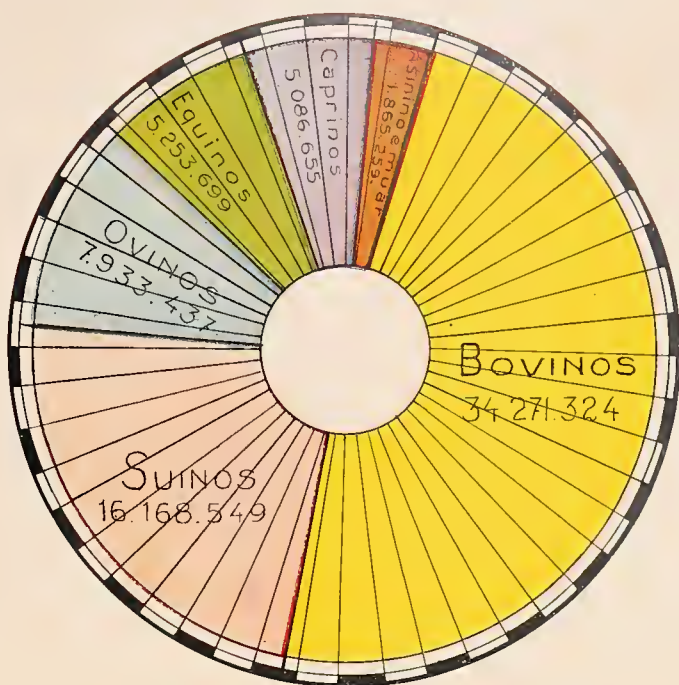 Equinos
5.253.699
Caprinos
5.086.655
Asinino e muar
1.865.259.
Ovinos
7.933.437
BOVINOS
34 271.324
SUINOS
16.168.549